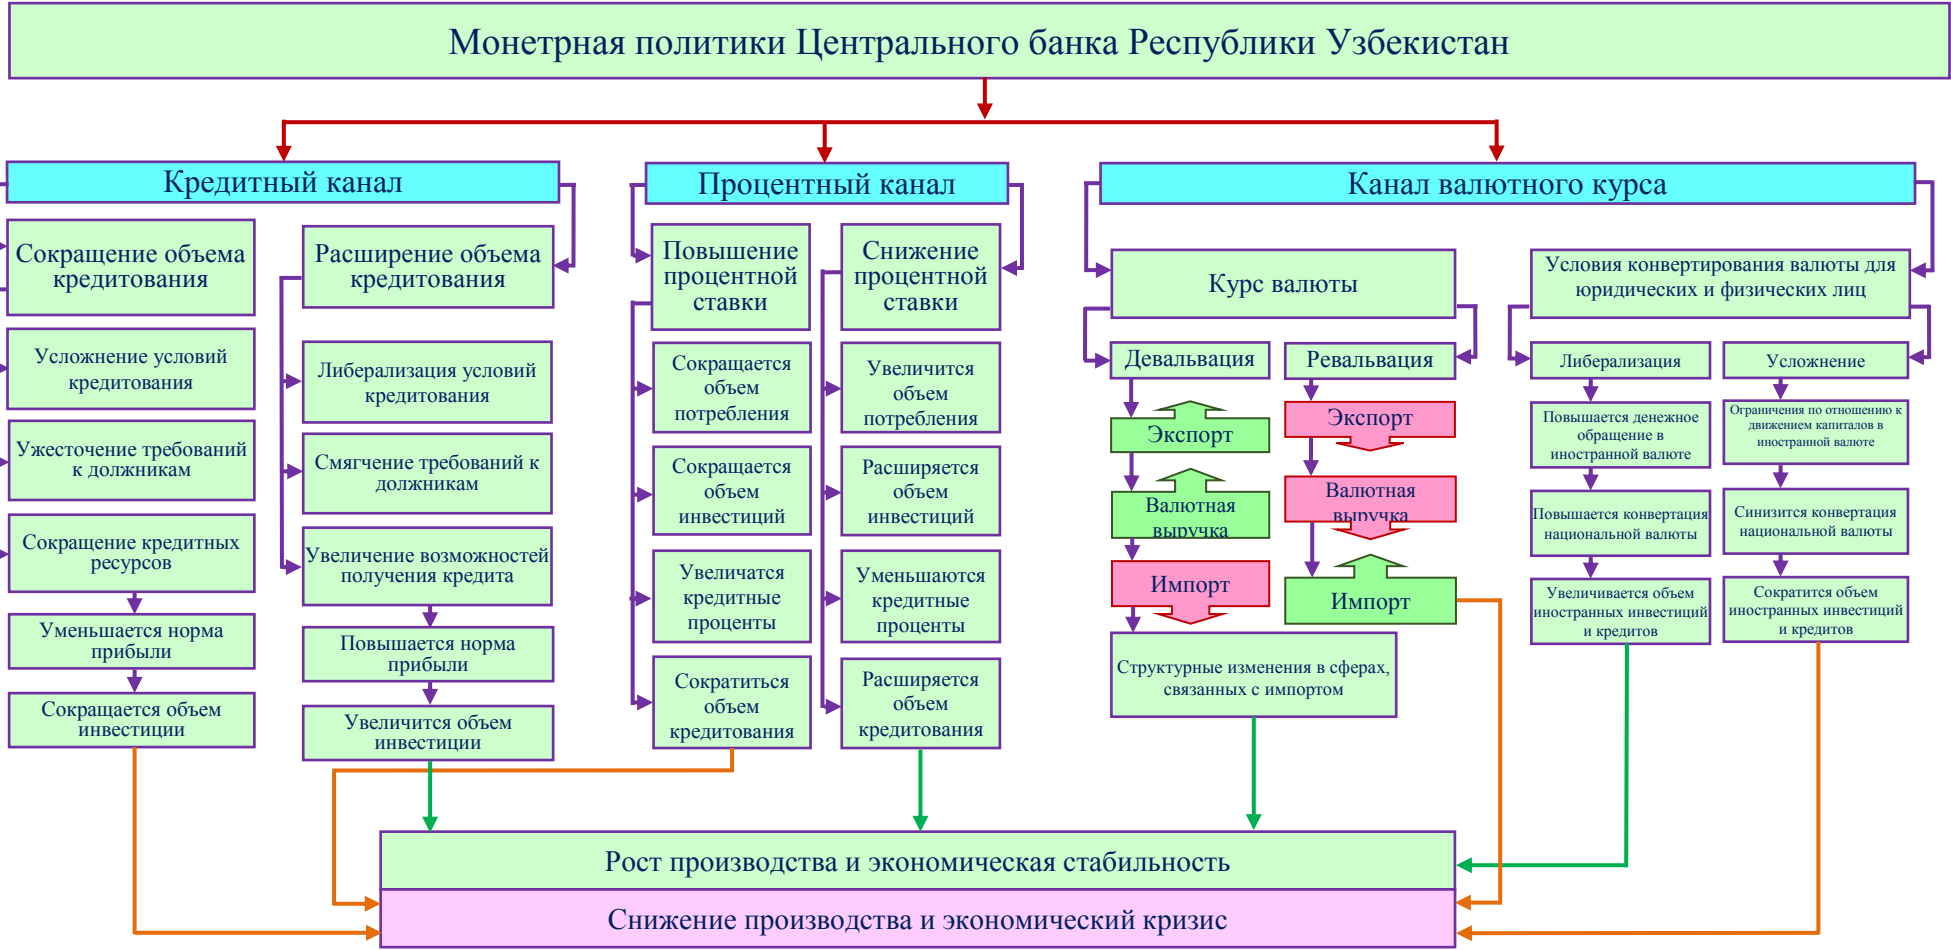 Монетрная политики Центрального банка Республики Узбекистан
Кредитный канал
Сокращение объема
кредитования
Усложнение условий
кредитования
Ужесточение требований
к должникам
Сокращение кредитных
ресурсов
Уменьшается норма
прибыли
Сокращается объем
инвестиции
Расширение объема
кредитования
Либерализация условий
кредитования
Смягчение требований к
должникам
Увеличение возможностей
получения кредита
Повышается норма
прибыли
Увеличится объем
инвестиции
Процентный канал
Повышение
процентной
ставки
Сокращается
объем
потребления
Сокращается
объем
инвестиций
Увеличатся
кредитные
проценты
Сократиться
объем
кредитования
Снижение
процентной
ставки
Увеличится
объем
потребления
Расширяется
объем
инвестиций
Уменьшаются
кредитные
проценты
Расширяется
объем
кредитования
Канал валютного курса
Курс валюты
Девальвация
Экспорт
Валютная
выручка
Импорт
Структурные изменения в сферах,
связанных с импортом
Ревальвация
Экспорт
Валютная
выручка
Импорт
Условия конвертирования валюты для
юридических и физических лиц
Либерализация
Повышается денежное
обращение в
иностранной валюте
Повышается конвертация
национальной валюты
Увеличивается объем
иностранных инвестиций
и кредитов
Усложнение
Ограничения по отношению к
движением капиталов в
иностранной валюте
Синизится конвертация
национальной валюты
Сократится объем
иностранных инвестиций
и кредитов
Рост производства и экономическая стабильность
Снижение производства и экономический кризис